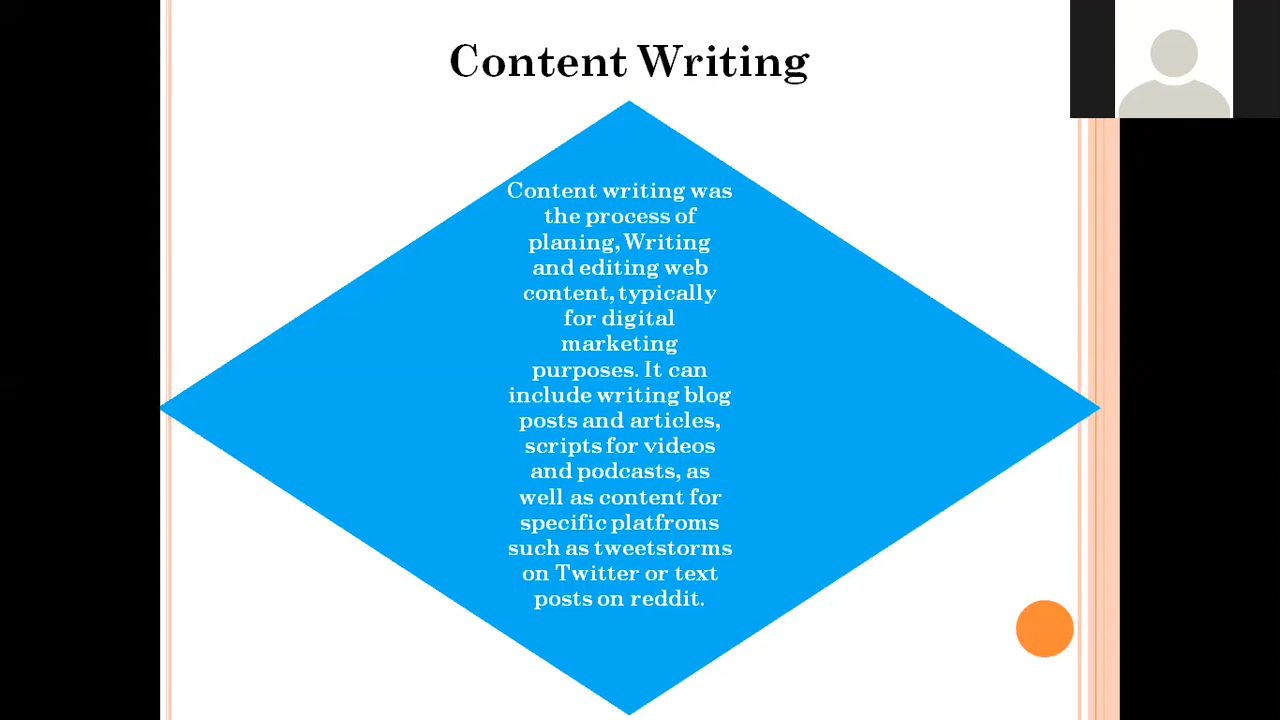 Content Writing
Content writing was
the process of
planing, Writing
and editing web
content, typically
for digital
marketing
purposes. It can
include writing blog
posts and articles,
scripts for videos
and podcasts, as
well as content for
specific platfroms
such as tweetstorms
on Twitter or text
posts on reddit.